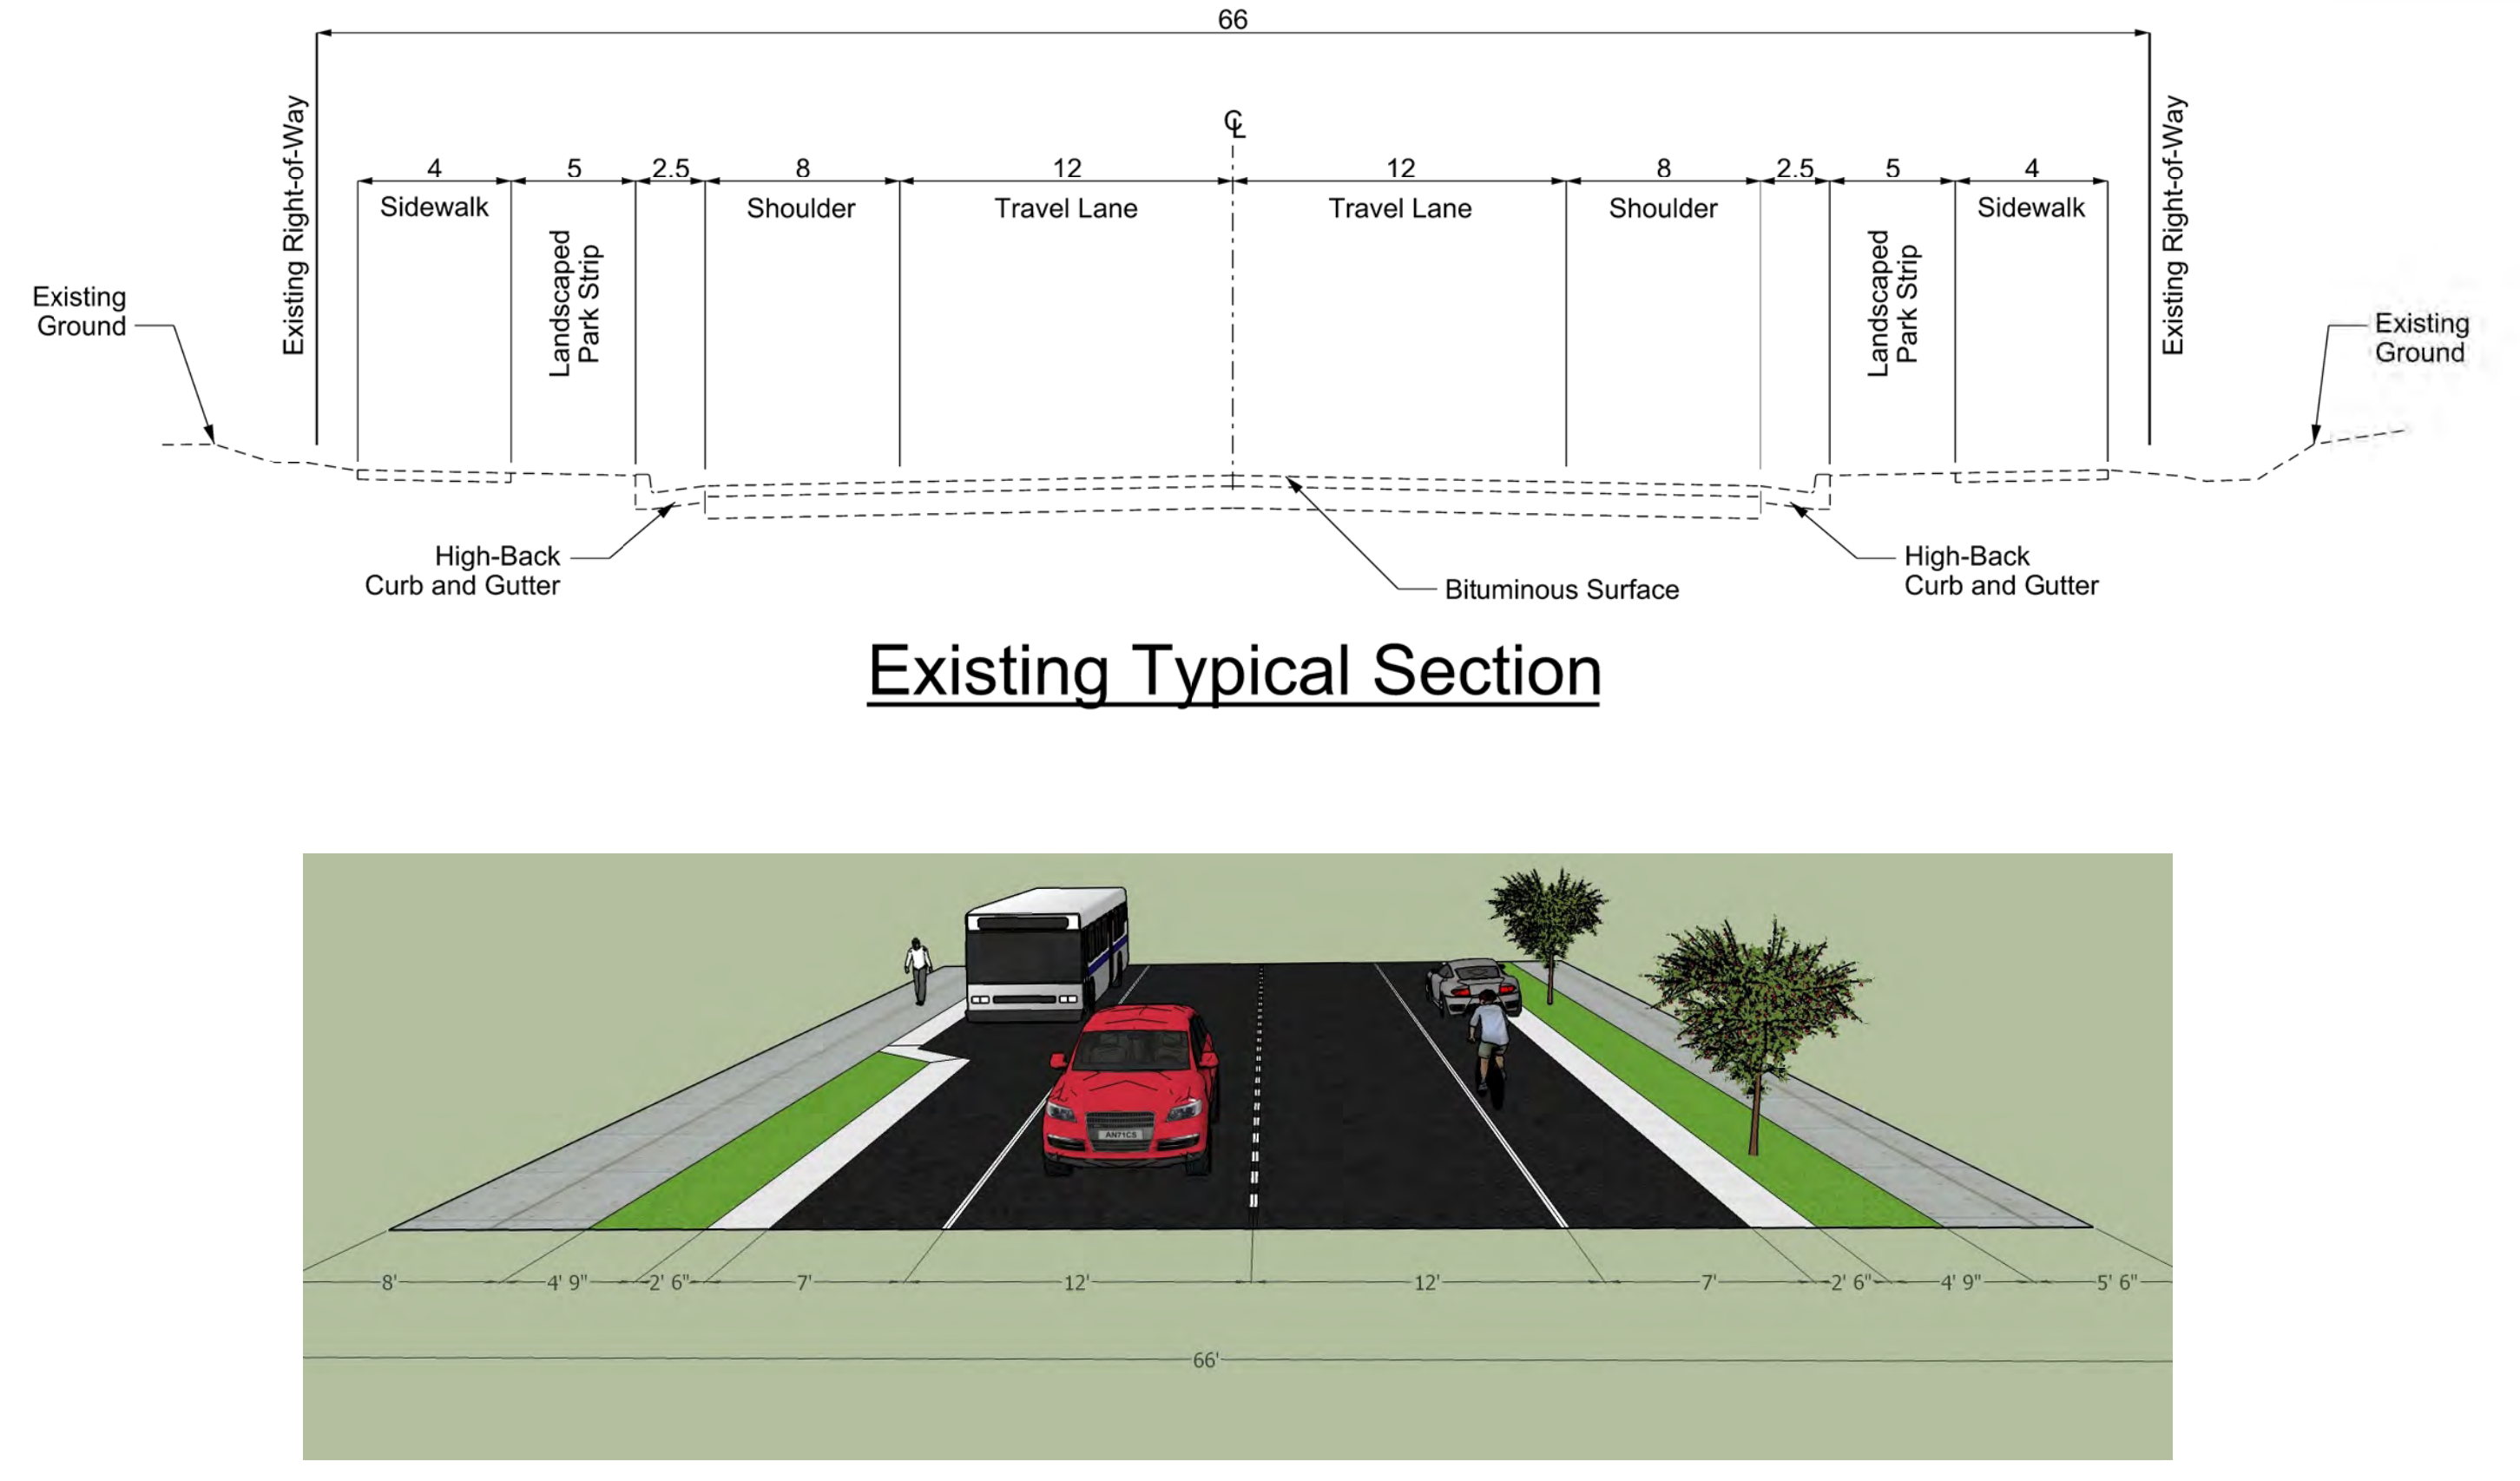 66
℄
4
5
2.5
8
12
12
8
2.5
5
4
Existing Right-of-Way
Sidewalk
Landscaped
Park Strip
Shoulder
Travel Lane
Travel Lane
Shoulder
Landscaped
Park Strip
Sidewalk
Existing Right-of-Way
Existing
Ground
Existing
Ground
High-Back
Curb and Gutter
Bituminous Surface
High-Back
Curb and Gutter
Existing Typical Section
AN71CS
8'
4' 9"
2' 6"
7'
12'
12'
7'
2' 6"
4' 9"
5' 6"
66'